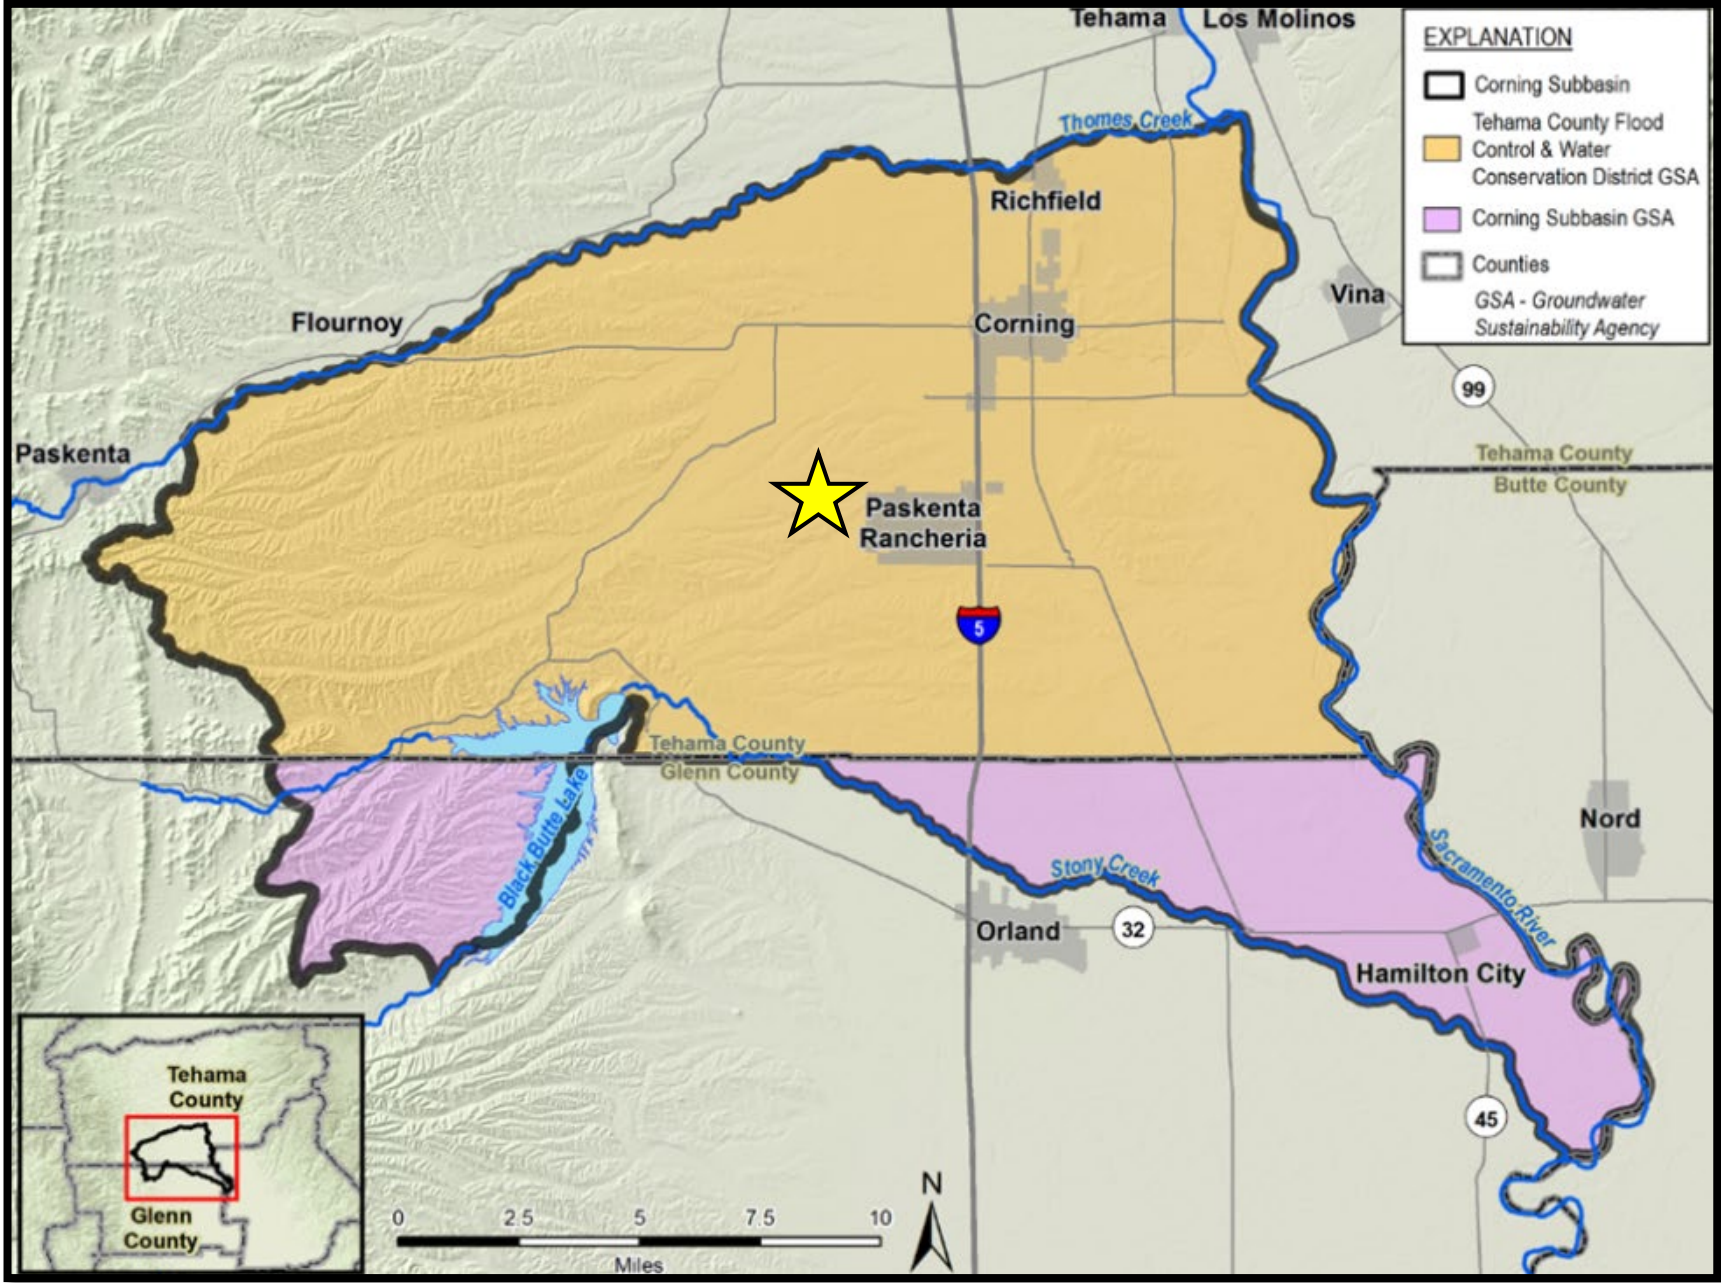 Tehama
Los Molinos
EXPLANATION
Corning Subbasin
Tehama County Flood
Control & Water
Conservation District GSA
Corning Subbasin GSA
Counties
GSA - Groundwater
Sustainability Agency
Thomes Creek
Richfield
Vina
Flournoy
Corning
99
Paskenta
Tehama County
Butte County
Paskenta
Rancheria
5
Tehama County
Glenn County
Black Butte Lake
Nord
Sacramento River
Stony Creek
Orland
32
Hamilton City
45
Tehama
County
Glenn
County
0 2.5 5 7.5 10
Miles
N